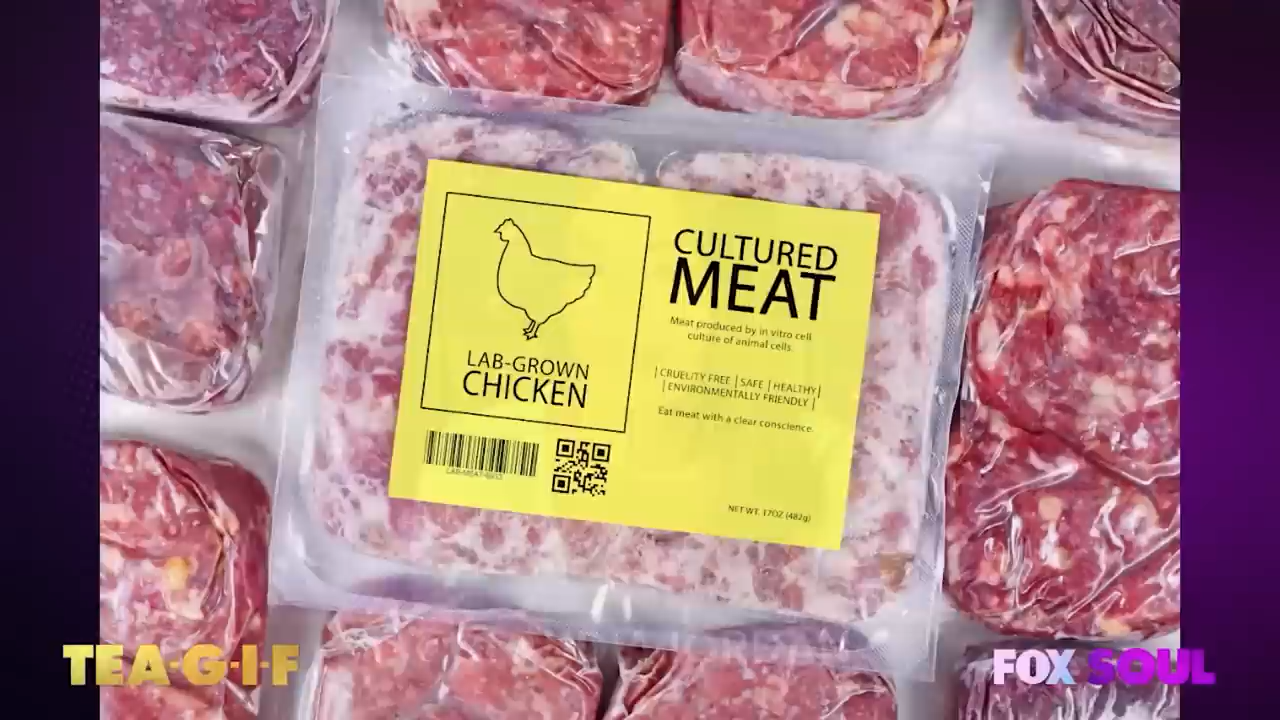 CULTURED
MEAT
Meat produced by in vitro cell
culture of animal cells.
| CRUELTY FREE | SAFE | HEALTHY |
| ENVIRONMENTALLY FRIENDLY |
Eat meat with a clear conscience.
LAB-GROWN
CHICKEN
NET WT. 17OZ (482g)
TEA-G-I-F
FOX SOUL